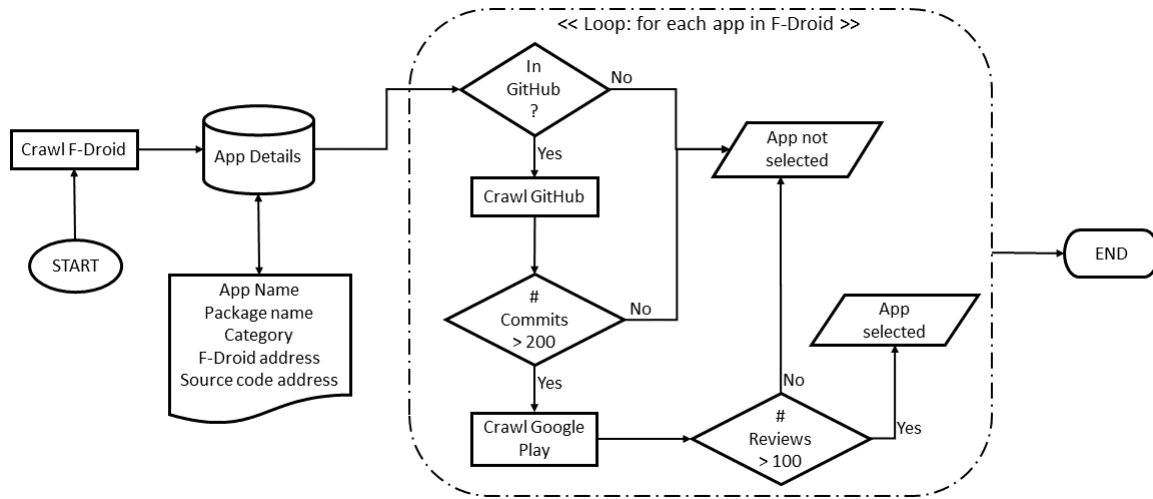 << Loop: for each app in F-Droid >>
In
GitHub
?
No
Yes
Crawl F-Droid
App Details
App not
selected
Crawl GitHub
START
END
App Name
Package name
Category
F-Droid address
Source code address
#
Commits
> 200
No
Yes
App
selected
Crawl Google
Play
#
Reviews
> 100
No
Yes